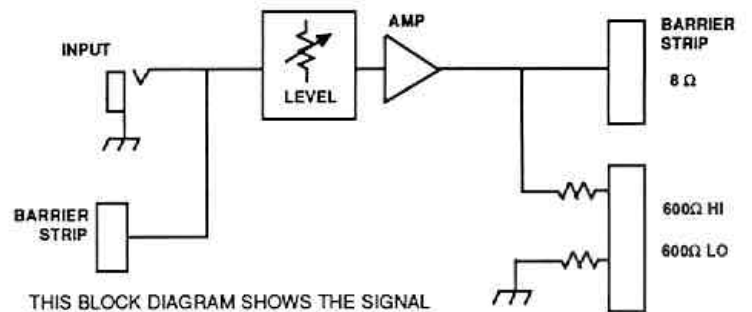 INPUT
LEVEL
AMP
BARRIER
STRIP
8 Ω
BARRIER
STRIP
600Ω HI
600Ω LO
THIS BLOCK DIAGRAM SHOWS THE SIGNAL